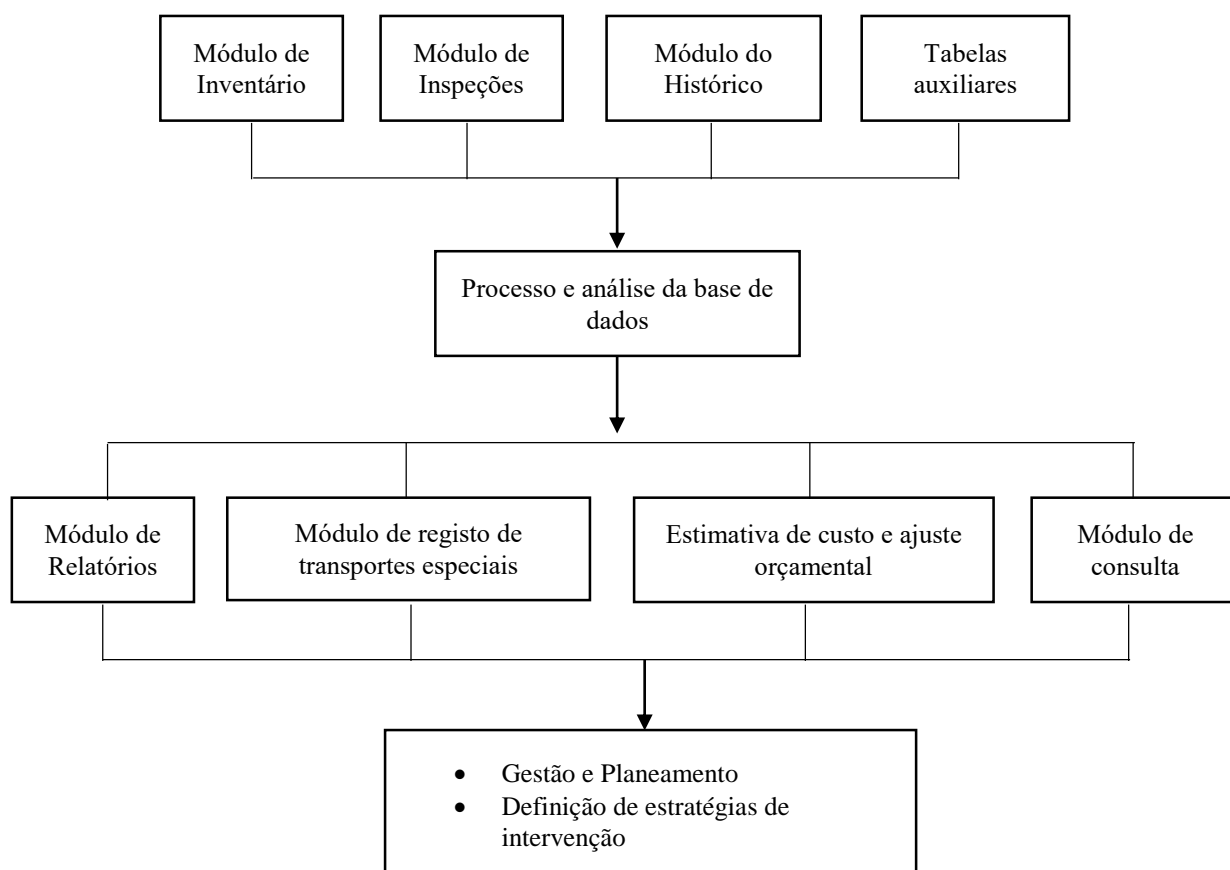 Módulo de
Inventário
Módulo de
Inspeções
Módulo do
Histórico
Tabelas
auxiliares
Processo e análise da base de
dados
Módulo de
Relatórios
Módulo de registo de
transportes especiais
Estimativa de custo e ajuste
orçamental
Módulo de
consulta
• Gestão e Planeamento
• Definição de estratégias de
intervenção